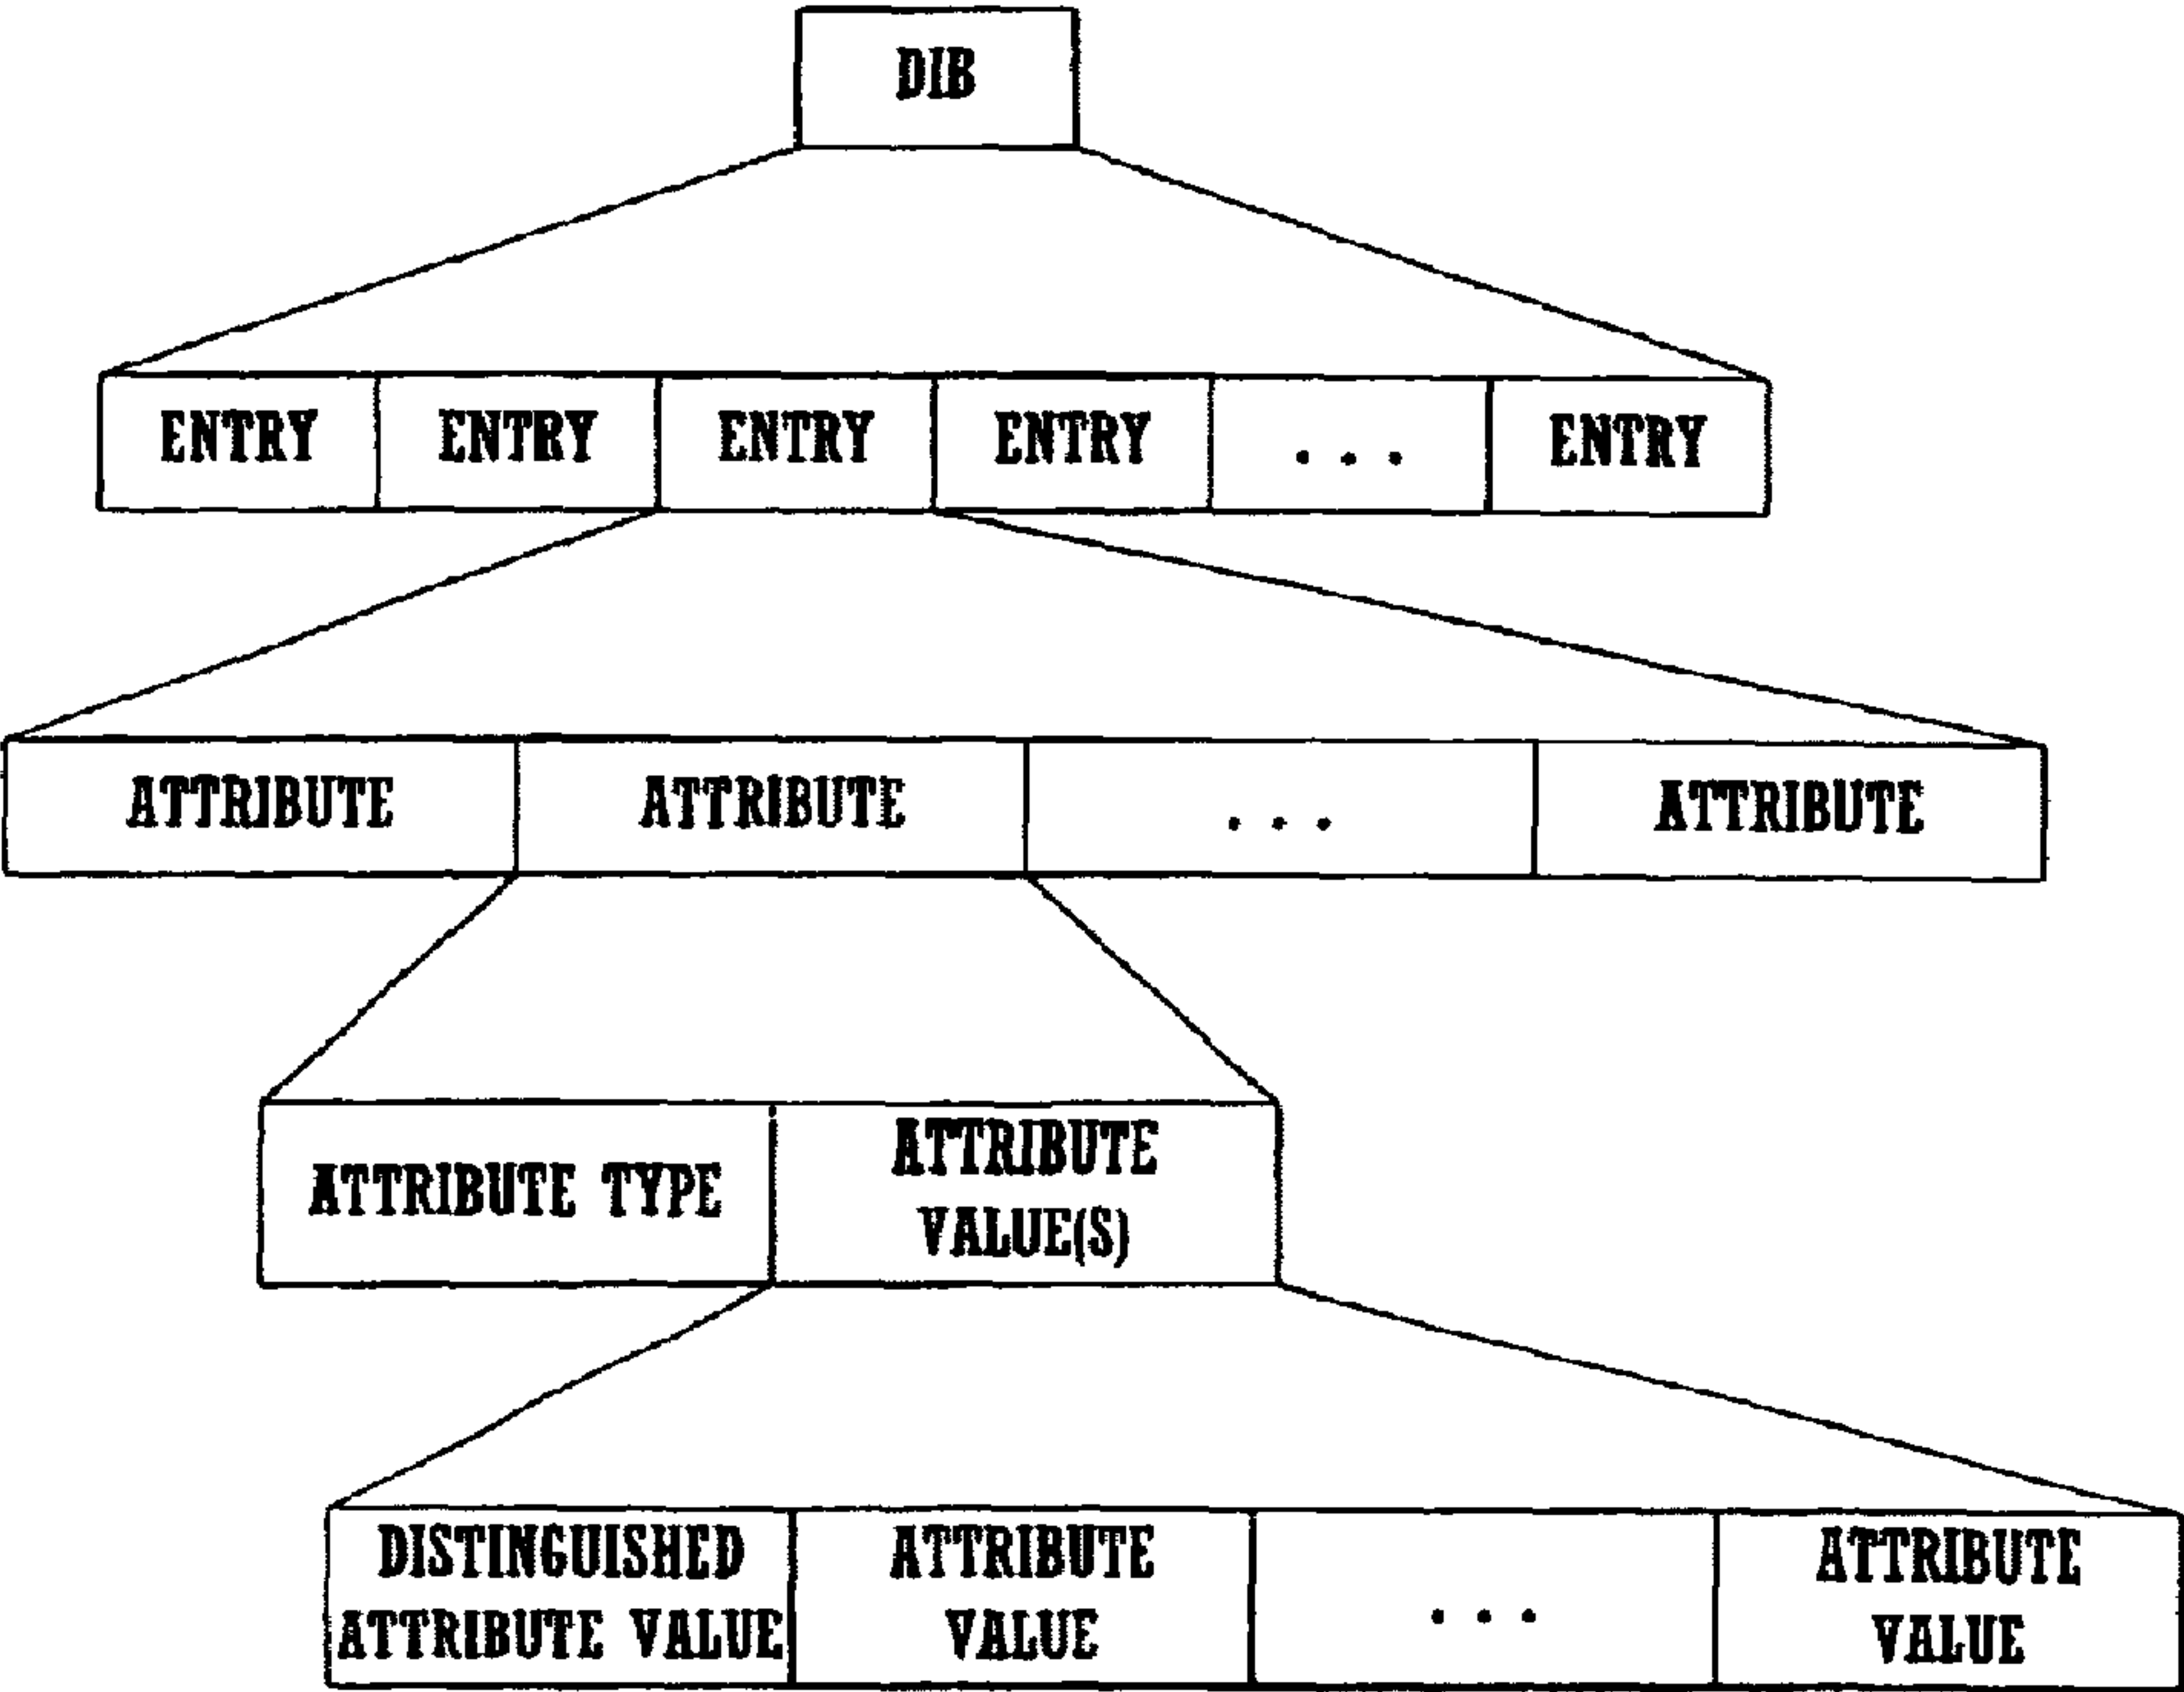 DIB
ENTRY ENTRY ENTRY ENTRY ... ENTRY
ATTRIBUTE ATTRIBUTE ... ATTRIBUTE
ATTRIBUTE TYPE
ATTRIBUTE
VALUE(S)
DISTINGUISHED
ATTRIBUTE VALUE
ATTRIBUTE
VALUE
...
ATTRIBUTE
VALUE